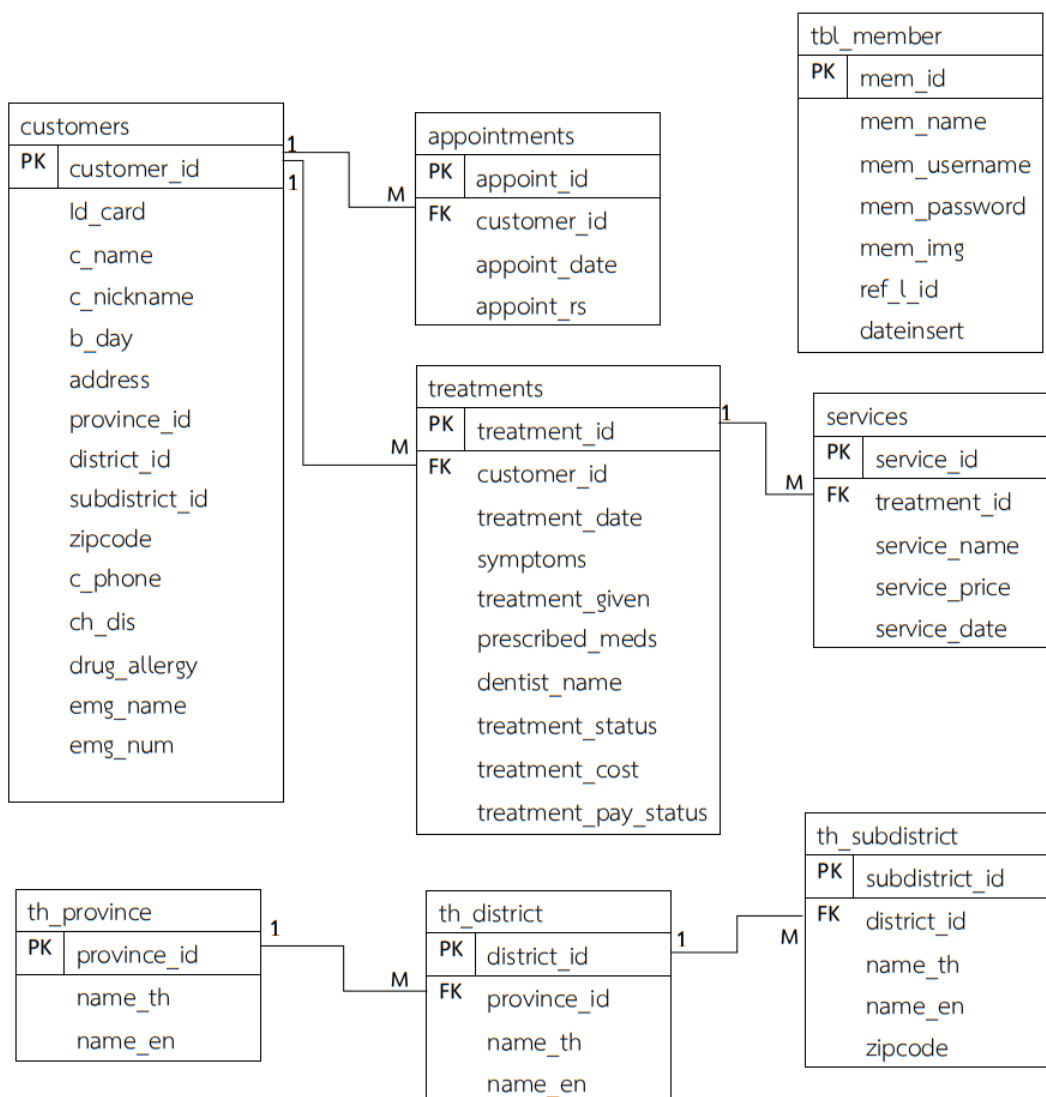 customers
PK customer_id
Id_card
c_name
c_nickname
b_day
address
province_id
district_id
subdistrict_id
zipcode
c_phone
ch_dis
drug_allergy
emg_name
emg_num
1
1
M
M
appointments
PK appoint_id
FK customer_id
appoint_date
appoint_rs
tbl_member
PK mem_id
mem_name
mem_username
mem_password
mem_img
ref_l_id
dateinsert
treatments
PK treatment_id
FK customer_id
treatment_date
symptoms
treatment_given
prescribed_meds
dentist_name
treatment_status
treatment_cost
treatment_pay_status
1
M
services
PK service_id
FK treatment_id
service_name
service_price
service_date
th_province
PK province_id
name_th
name_en
1
M
th_district
PK district_id
FK province_id
name_th
name_en
1
M
th_subdistrict
PK subdistrict_id
FK district_id
name_th
name_en
zipcode